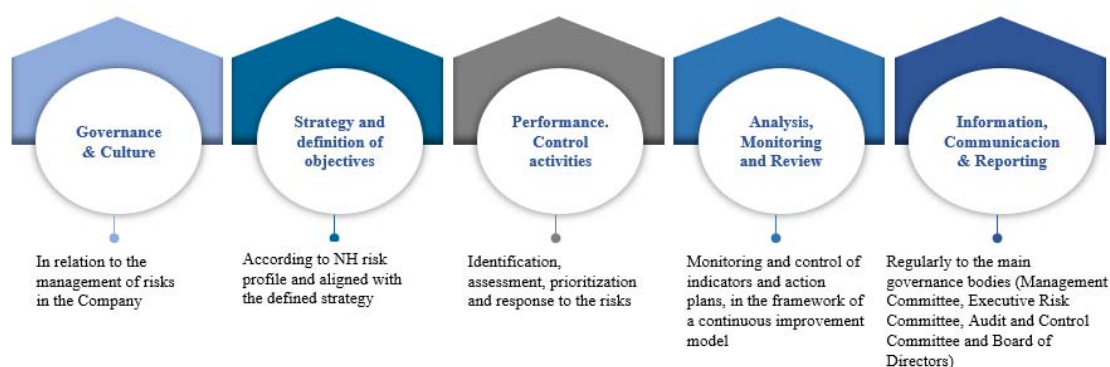 Governance
& Culture
Strategy and
definition of
objectives
Performance.
Control
activities
Analysis,
Monitoring
and Review
Information,
Communicacion
& Reporting
In relation to the
management of risks
in the Company
According to NH risk
profile and aligned with
the defined strategy
Identification,
assessment, prioritization
and response to the risks
Monitoring and control of
indicators and action
plans, in the framework of
a continuous improvement
model
Regularly to the main
governance bodies (Management
Committee, Executive Risk
Committee, Audit and Control
Committee and Board of
Directors)